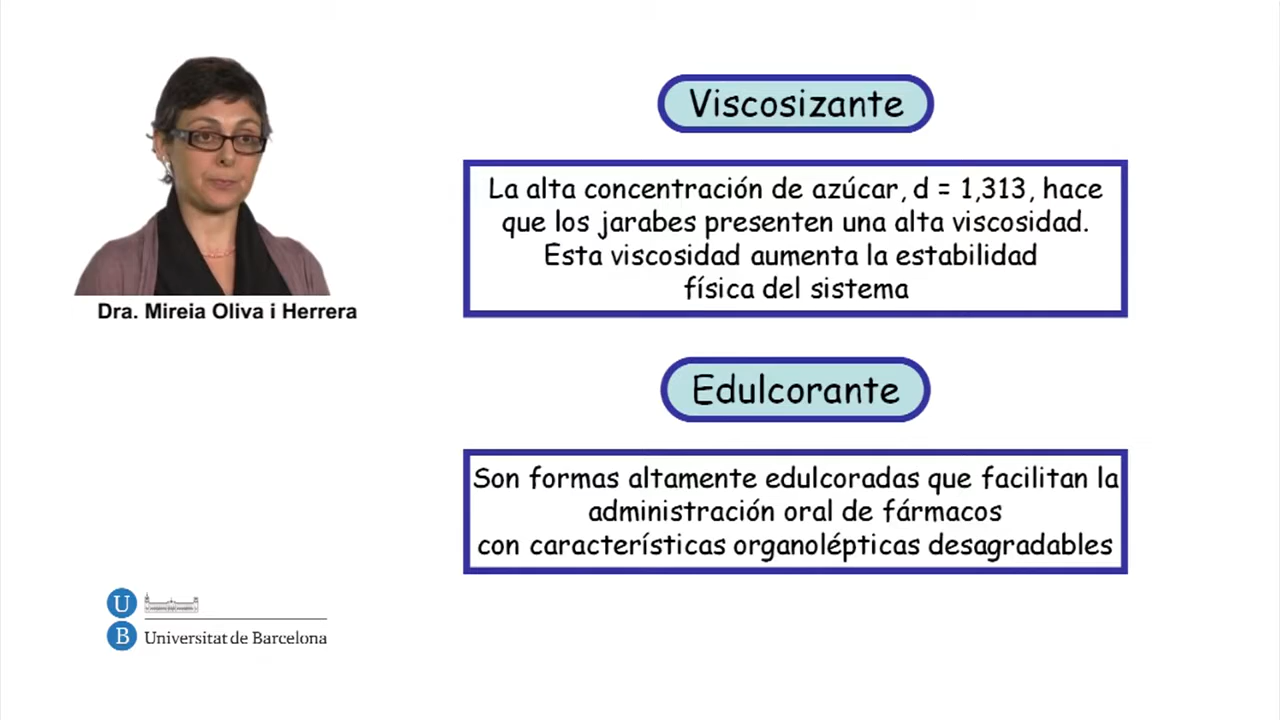 Viscosizante
La alta concentración de azúcar, d = 1,313, hace
que los jarabes presenten una alta viscosidad.
Esta viscosidad aumenta la estabilidad
física del sistema
Dra. Mireia Oliva i Herrera
Edulcorante
Son formas altamente edulcoradas que facilitan la
administración oral de fármacos
con características organolépticas desagradables
U
B
Universitat de Barcelona